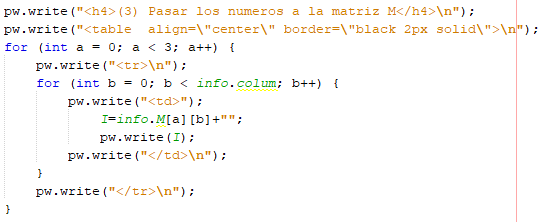 pw.write("<h4>(3) Pasar los numeros a la matriz M</h4>\n");
pw.write("<table  align=\"center\" border=\"black 2px solid\">\n");
for (int a = 0; a < 3; a++) {
    pw.write("<tr>\n");
    for (int b = 0; b < info.colum; b++) {
        pw.write("<td>");
            I=info.M[a][b]+"";
            pw.write(I);
        pw.write("</td>\n");
    }
    pw.write("</tr>\n");
}